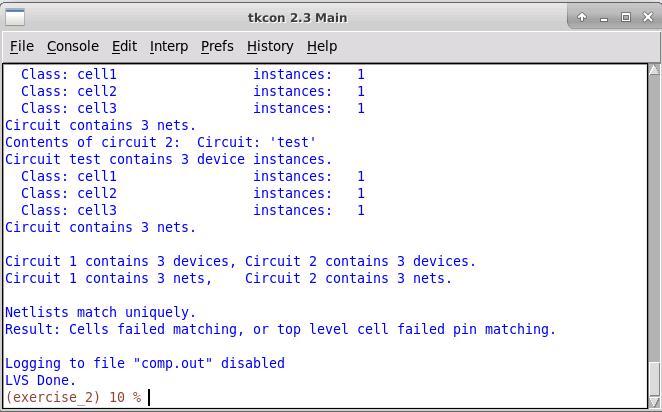 tkcon 2.3 Main
File Console Edit Interp Prefs History Help
Class: cell1 instances: 1
Class: cell2 instances: 1
Class: cell3 instances: 1
Circuit contains 3 nets.
Contents of circuit 2: Circuit: 'test'
Circuit test contains 3 device instances.
Class: cell1 instances: 1
Class: cell2 instances: 1
Class: cell3 instances: 1
Circuit contains 3 nets.
Circuit 1 contains 3 devices, Circuit 2 contains 3 devices.
Circuit 1 contains 3 nets, Circuit 2 contains 3 nets.
Netlists match uniquely.
Result: Cells failed matching, or top level cell failed pin matching.
Logging to file "comp.out" disabled
LVS Done.
(exercise_2) 10 %